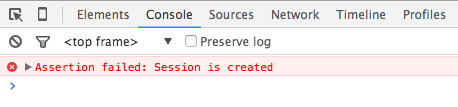 Elements Console Sources Network Timeline Profiles
<top frame> Preserve log
Assertion failed: Session is created